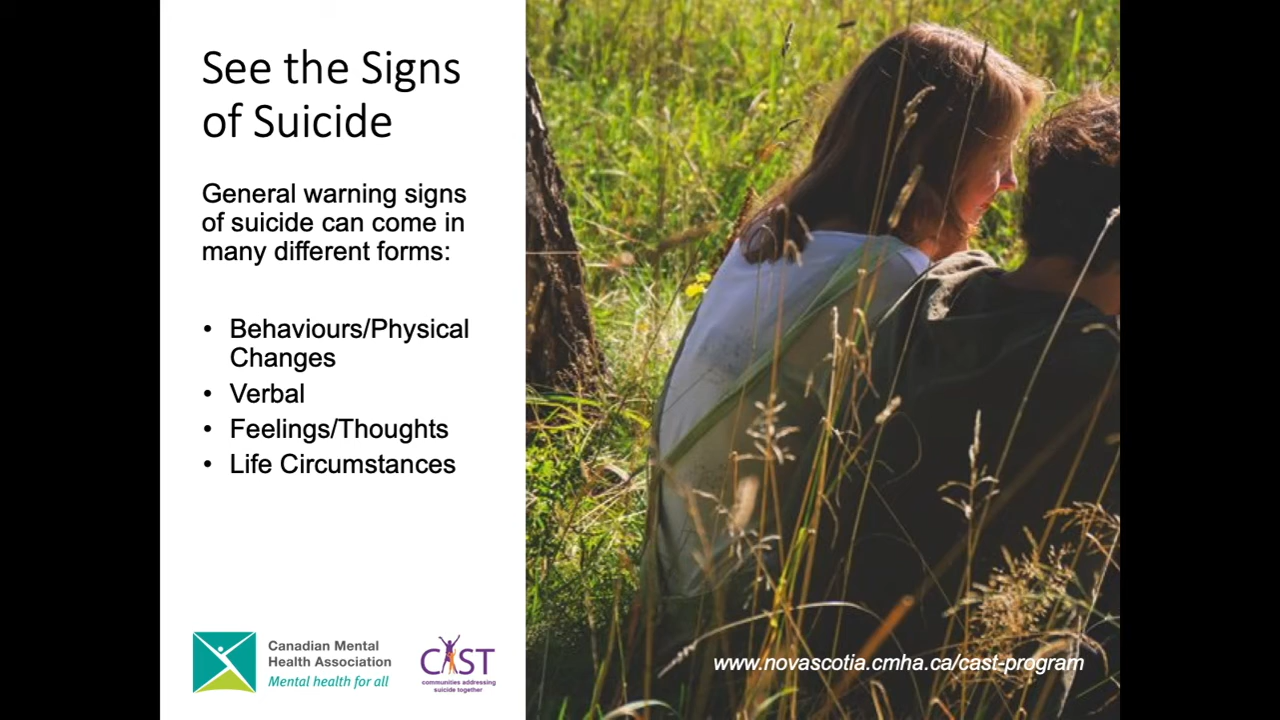 See the Signs
of Suicide
General warning signs
of suicide can come in
many different forms:
• Behaviours/Physical
Changes
• Verbal
• Feelings/Thoughts
• Life Circumstances
Canadian Mental
Health Association
Mental health for all
CAST
communities addressing
suicide together
www.novascotia.cmha.ca/cast-program